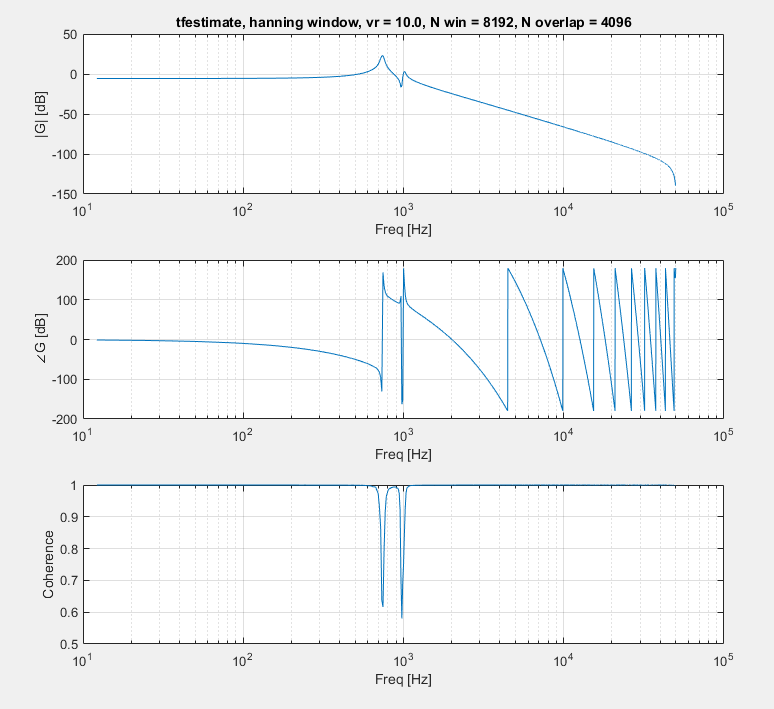 tfestimate, hanning window, vr = 10.0, N win = 8192, N overlap = 4096
50
0
-50
-100
-150
|G| [dB]
10^1 10^2 10^3 10^4 10^5
Freq [Hz]
200
100
0
-100
-200
∠G [dB]
10^1 10^2 10^3 10^4 10^5
Freq [Hz]
1
0.9
0.8
0.7
0.6
0.5
Coherence
10^1 10^2 10^3 10^4 10^5
Freq [Hz]